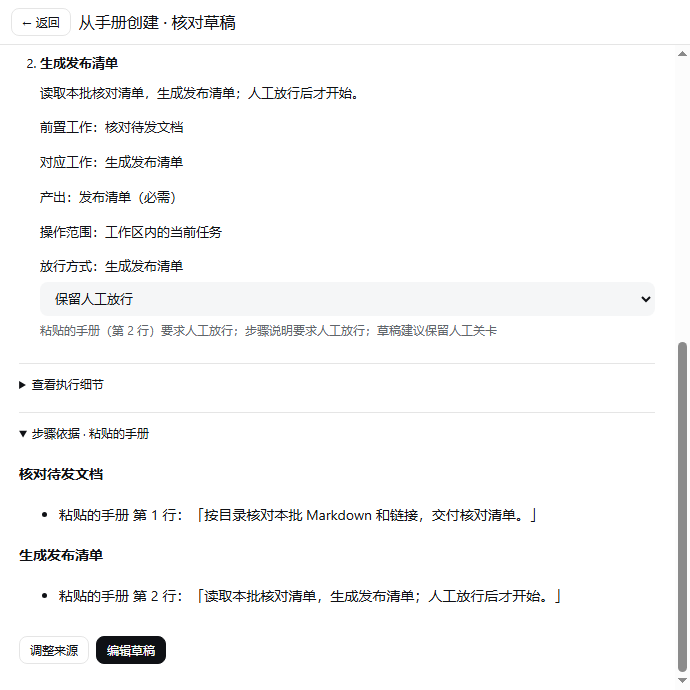 ← 返回 从手册创建 · 核对草稿
2. 生成发布清单
读取本批核对清单，生成发布清单；人工放行后才开始。
前置工作：核对待发文档
对应工作：生成发布清单
产出：发布清单（必需）
操作范围：工作区内的当前任务
放行方式：生成发布清单
保留人工放行
粘贴的手册（第 2 行）要求人工放行；步骤说明要求人工放行；草稿建议保留人工关卡
▶ 查看执行细节
▼ 步骤依据 · 粘贴的手册
核对待发文档
• 粘贴的手册 第 1 行：「按目录核对本批 Markdown 和链接，交付核对清单。」
生成发布清单
• 粘贴的手册 第 2 行：「读取本批核对清单，生成发布清单；人工放行后才开始。」
调整来源 编辑草稿